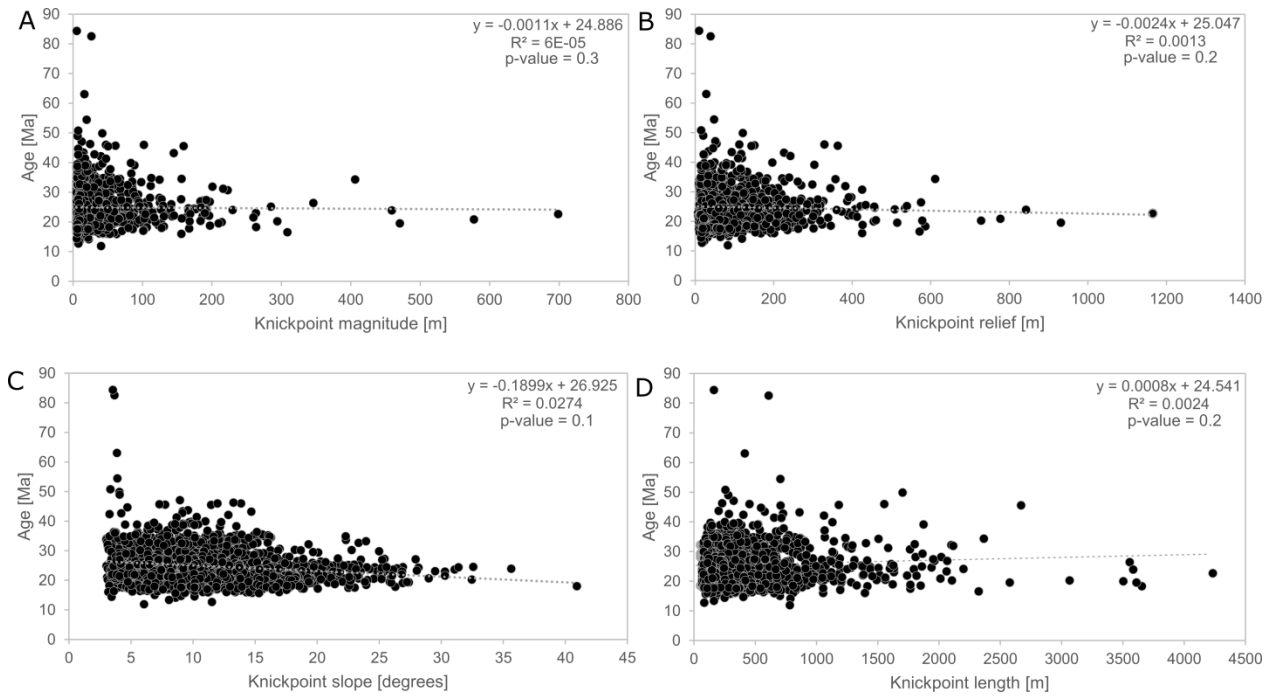 A
y = -0.0011x + 24.886
R² = 6E-05
p-value = 0.3
Age [Ma]
90
80
70
60
50
40
30
20
10
0
0 100 200 300 400 500 600 700 800
Knickpoint magnitude [m]
B
y = -0.0024x + 25.047
R² = 0.0013
p-value = 0.2
Age [Ma]
90
80
70
60
50
40
30
20
10
0
0 200 400 600 800 1000 1200 1400
Knickpoint relief [m]
C
y = -0.1899x + 26.925
R² = 0.0274
p-value = 0.1
Age [Ma]
90
80
70
60
50
40
30
20
10
0
0 5 10 15 20 25 30 35 40 45
Knickpoint slope [degrees]
D
y = 0.0008x + 24.541
R² = 0.0024
p-value = 0.2
Age [Ma]
90
80
70
60
50
40
30
20
10
0
0 500 1000 1500 2000 2500 3000 3500 4000 4500
Knickpoint length [m]